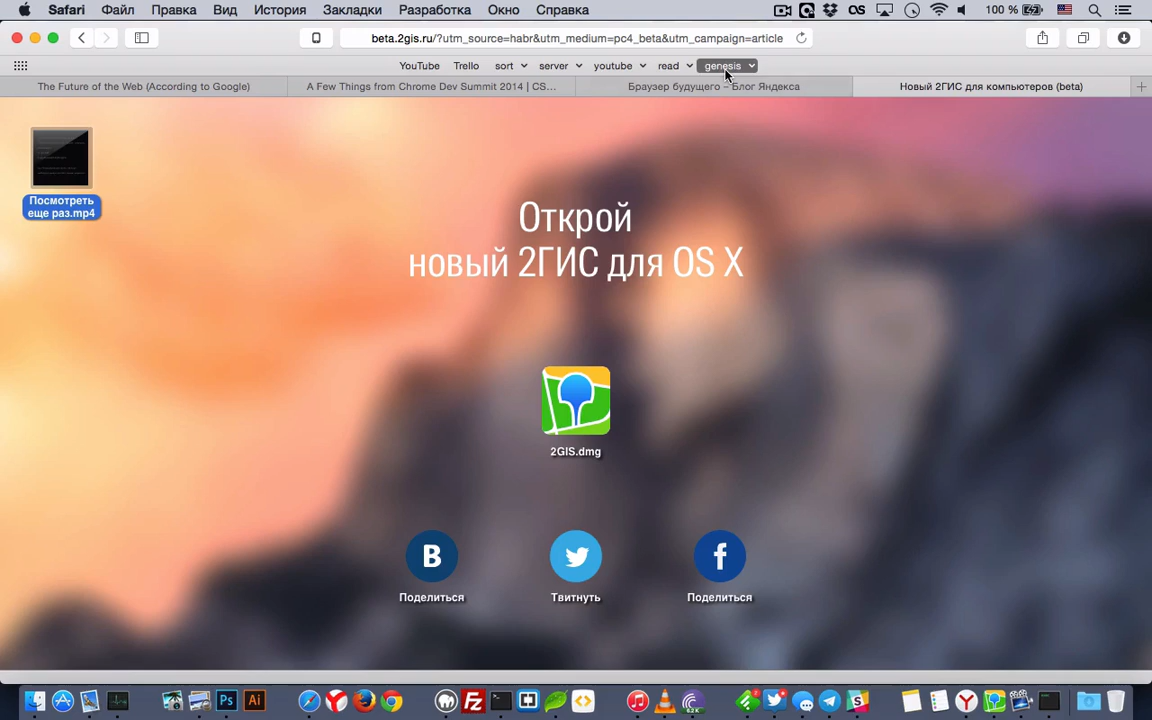 Safari Файл Правка Вид История Закладки Разработка Окно Справка 100 %
beta.2gis.ru/?utm_source=habr&utm_medium=pc4_beta&utm_campaign=article
YouTube Trello sort server youtube read genesis
The Future of the Web (According to Google) A Few Things from Chrome Dev Summit 2014 | CS... Браузер будущего – Блог Яндекса Новый 2ГИС для компьютеров (beta)
Посмотреть
еще раз.mp4
Открой
новый 2ГИС для OS X
2GIS.dmg
Поделиться Твитнуть Поделиться
Ps Ai